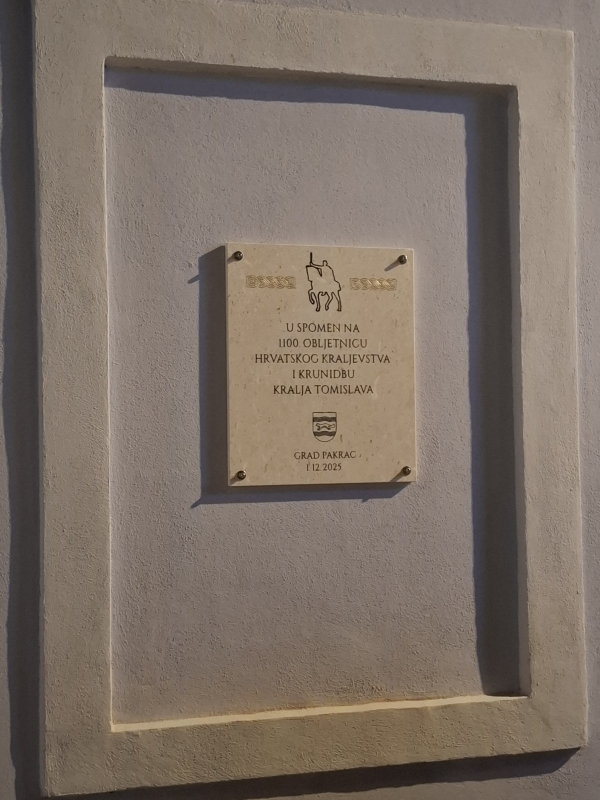 U SPOMEN NA
1100. OBLJETNICU
HRVATSKOG KRALJEVSTVA
I KRUNIDBU
KRALJA TOMISLAVA
GRAD PAKRAC
1.12.2025